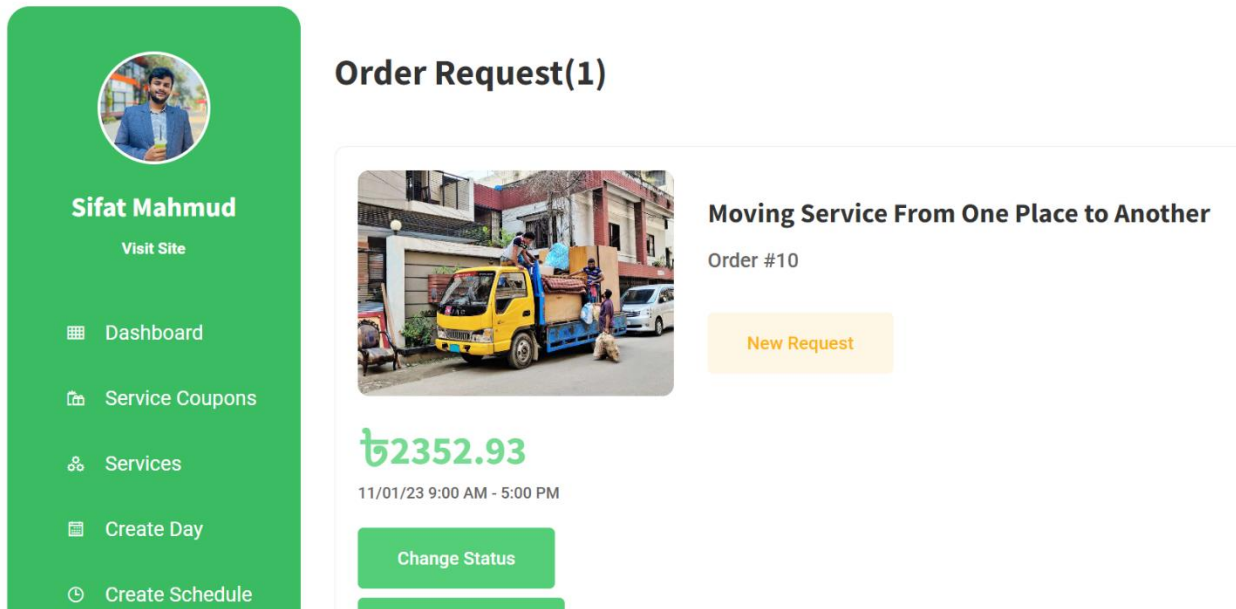 Sifat Mahmud
Visit Site
Dashboard
Service Coupons
Services
Create Day
Create Schedule
Order Request(1)
Moving Service From One Place to Another
Order #10
New Request
৳2352.93
11/01/23 9:00 AM - 5:00 PM
Change Status